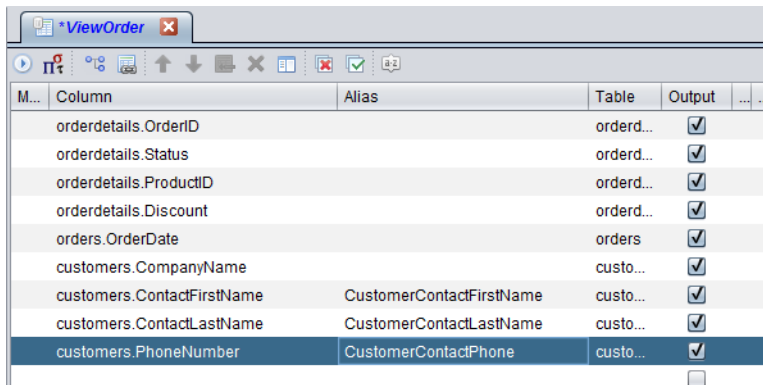 *ViewOrder
πτσ a-z
M... Column Alias Table Output ... .
orderdetails.OrderID orderd...
orderdetails.Status orderd...
orderdetails.ProductID orderd...
orderdetails.Discount orderd...
orders.OrderDate orders
customers.CompanyName custo...
customers.ContactFirstName CustomerContactFirstName custo...
customers.ContactLastName CustomerContactLastName custo...
customers.PhoneNumber CustomerContactPhone custo...